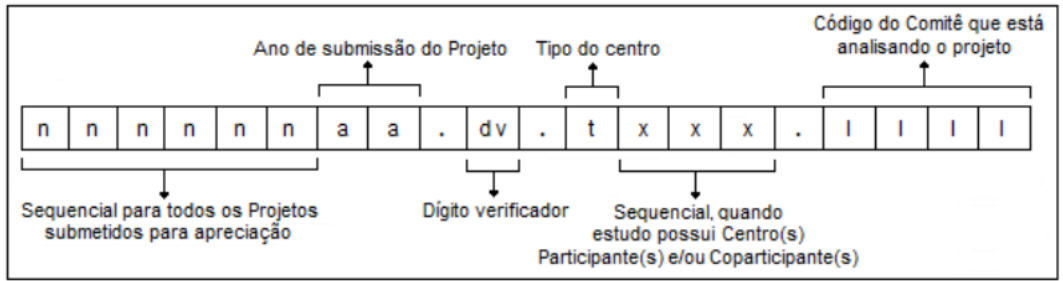 Código do Comitê que está
analisando o projeto
Ano de submissão do Projeto
Tipo do centro
n n n n n n a a . dv . t x x x . l l l l
Sequencial para todos os Projetos
submetidos para apreciação
Dígito verificador
Sequencial, quando
estudo possui Centro(s)
Participante(s) e/ou Coparticipante(s)